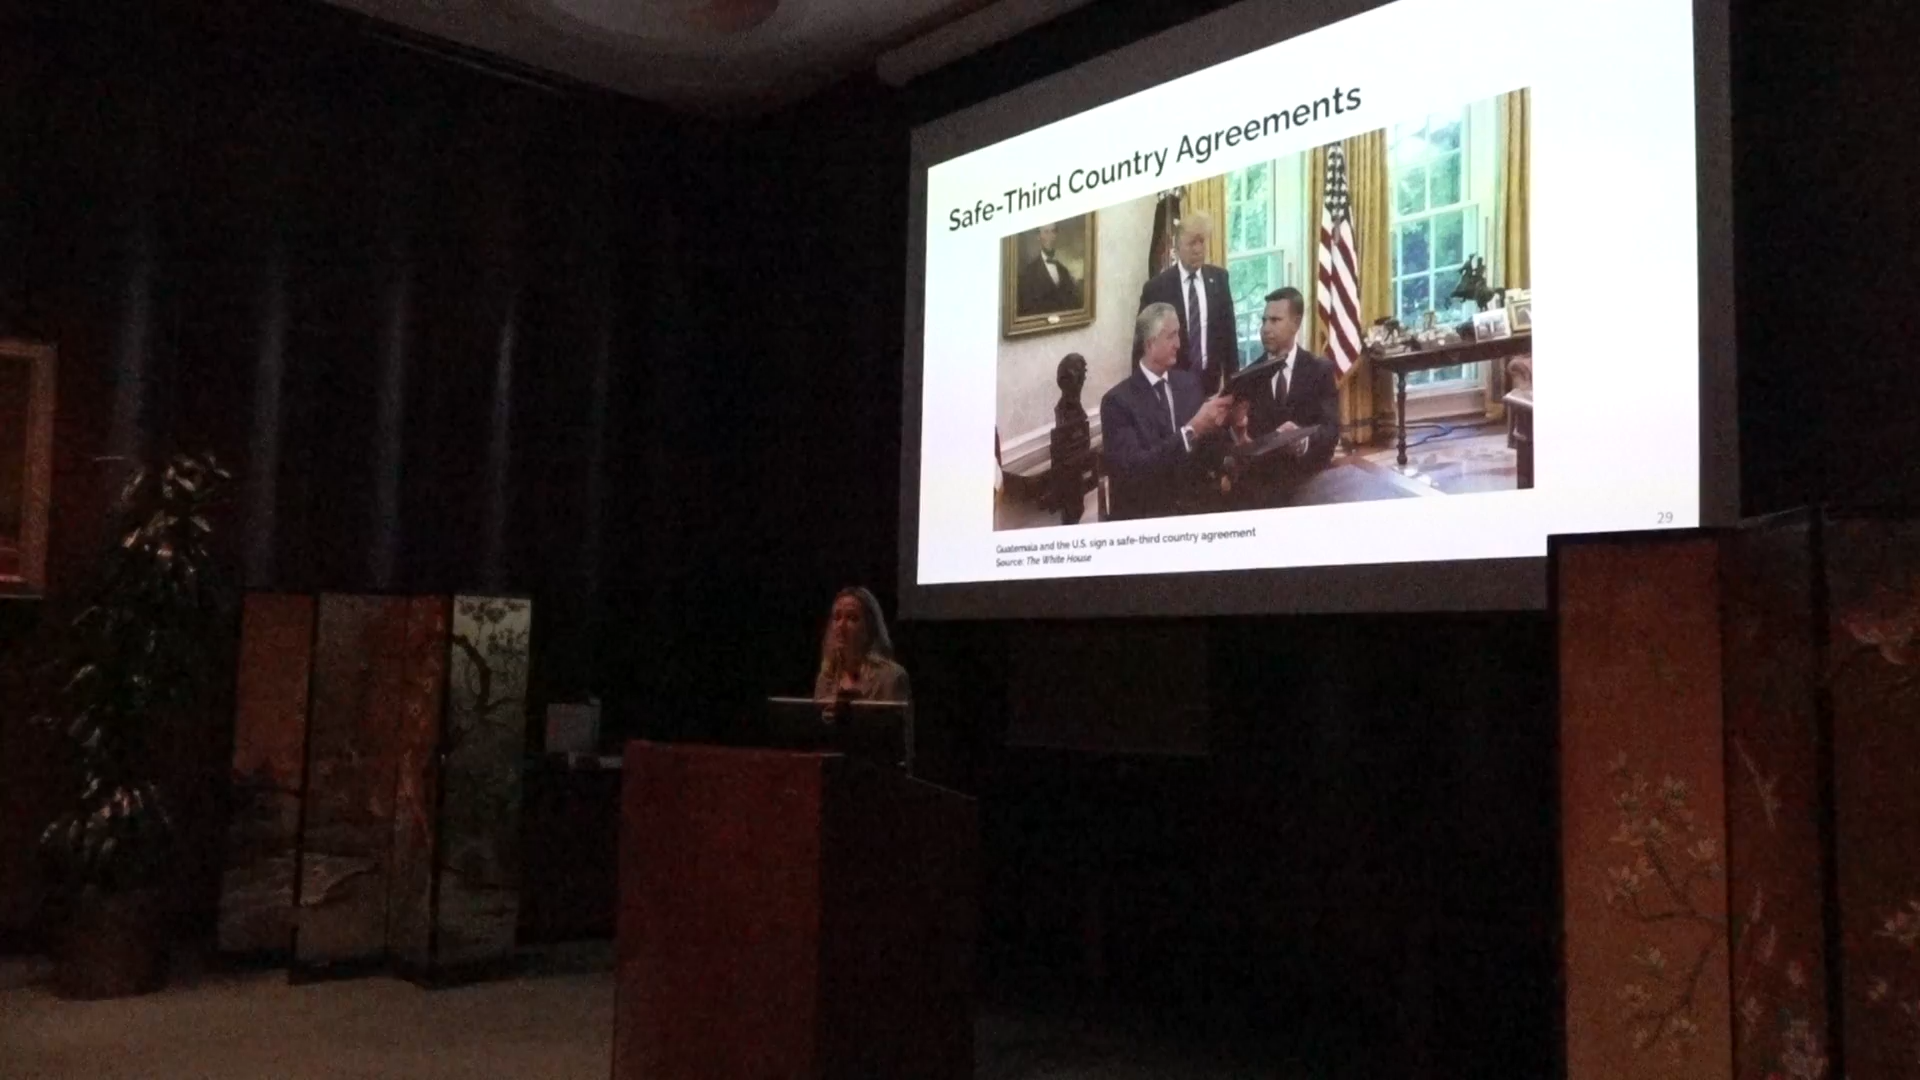 Safe-Third Country Agreements
Guatemala and the U.S. sign a safe-third country agreement
Source: The White House
29